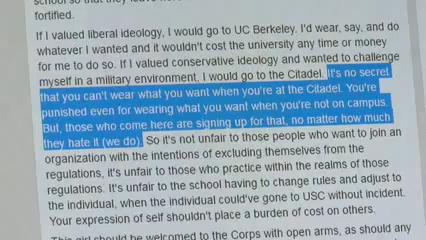 school so that they leave
fortified.
If I valued liberal ideology, I would go to UC Berkeley. I'd wear, say, and do
whatever I wanted and it wouldn't cost the university any time or money
for me to do so. If I valued conservative ideology and wanted to challenge
myself in a military environment, I would go to the Citadel. It's no secret
that you can't wear what you want when you're at the Citadel. You're
punished even for wearing what you want when you're not on campus.
But, those who come here are signing up for that, no matter how much
they hate it (we do). So it's not unfair to those people who want to join an
organization with the intentions of excluding themselves from the
regulations, it's unfair to those who practice within the realms of those
regulations. It's unfair to the school having to change rules and adjust to
the individual, when the individual could've gone to USC without incident.
Your expression of self shouldn't place a burden of cost on others.
This girl should be welcomed to the Corps with open arms, as should any